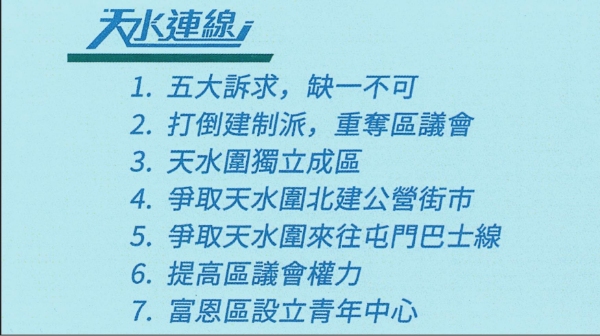 天水連線
1. 五大訴求，缺一不可
2. 打倒建制派，重奪區議會
3. 天水圍獨立成區
4. 爭取天水圍北建公營街市
5. 爭取天水圍來往屯門巴士線
6. 提高區議會權力
7. 富恩區設立青年中心